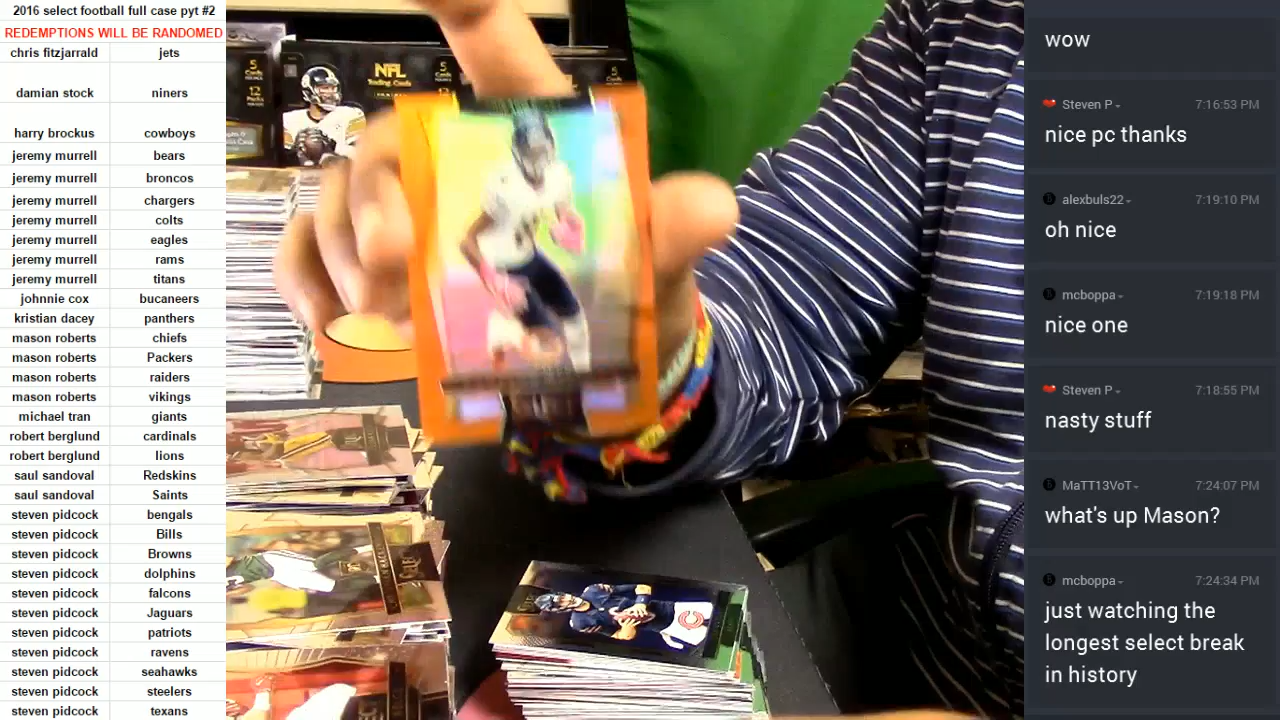 2016 select football full case pyt #2
REDEMPTIONS WILL BE RANDOMED
chris fitzjarrald jets
damian stock niners
harry brockus cowboys
jeremy murrell bears
jeremy murrell broncos
jeremy murrell chargers
jeremy murrell colts
jeremy murrell eagles
jeremy murrell rams
jeremy murrell titans
johnnie cox bucaneers
kristian dacey panthers
mason roberts chiefs
mason roberts Packers
mason roberts raiders
mason roberts vikings
michael tran giants
robert berglund cardinals
robert berglund lions
saul sandoval Redskins
saul sandoval Saints
steven pidcock bengals
steven pidcock Bills
steven pidcock Browns
steven pidcock dolphins
steven pidcock falcons
steven pidcock Jaguars
steven pidcock patriots
steven pidcock ravens
steven pidcock seahawks
steven pidcock steelers
steven pidcock texans
5
Cards
12
Packs
NFL
Trading Cards
5
Cards
wow
Steven P 7:16:53 PM
nice pc thanks
alexbuls22 7:19:10 PM
oh nice
mcboppa 7:19:18 PM
nice one
Steven P 7:18:55 PM
nasty stuff
MaTT13VoT 7:24:07 PM
what's up Mason?
mcboppa 7:24:34 PM
just watching the
longest select break
in history